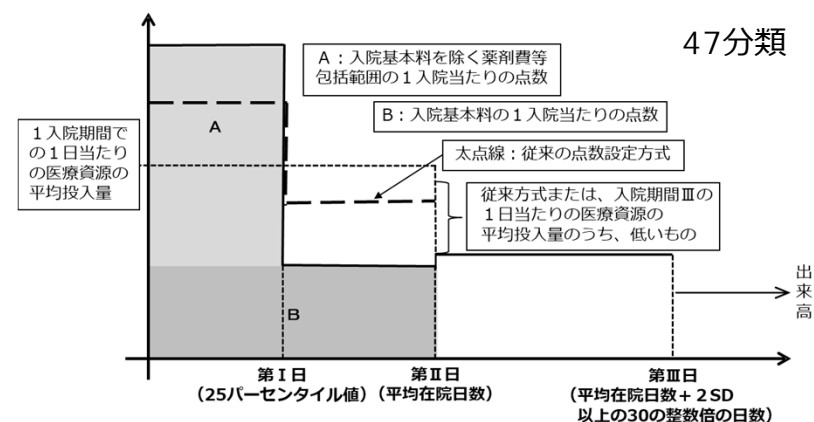 47分類
A:入院基本料を除く薬剤費等
包括範囲の1入院当たりの点数
B:入院基本料の1入院当たりの点数
太点線:従来の点数設定方式
1入院期間で
の1日当たり
の医療資源の
平均投入量
従来方式または、入院期間Ⅲの
1日当たりの医療資源の
平均投入量のうち、低いもの
A
B
出
来
高
第Ⅰ日
(25パーセンタイル値)
第Ⅱ日
(平均在院日数)
第Ⅲ日
(平均在院日数+2SD
以上の30の整数倍の日数)